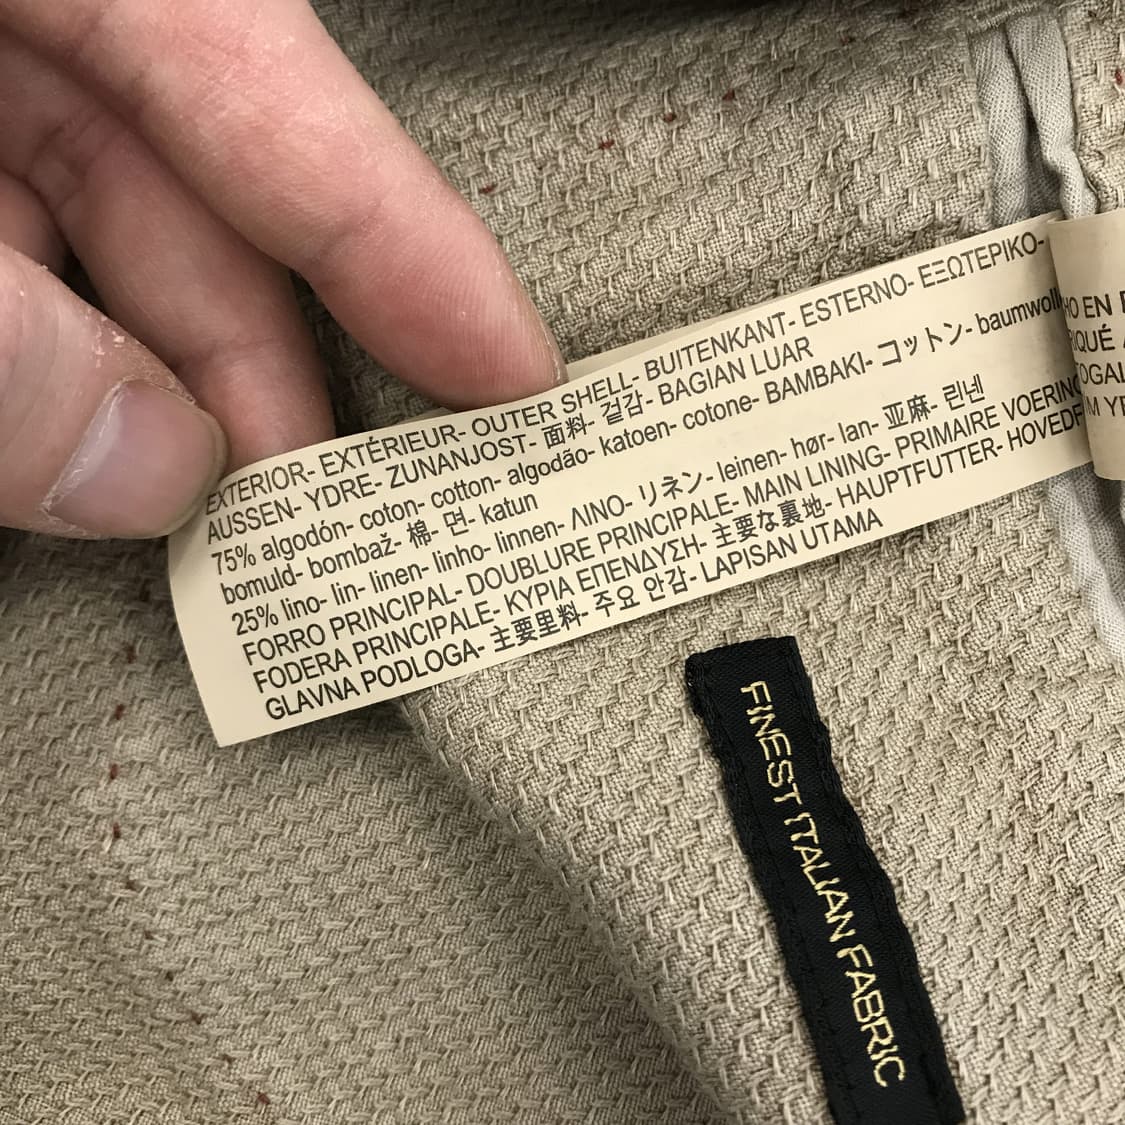 EXTERIOR- EXTÉRIEUR- OUTER SHELL- BUITENKANT- ESTERNO- ΕΞΩΤΕΡΙΚΟ-
AUSSEN- YDRE- ZUNANJOST- 面料- 겉감- BAGIAN LUAR
75% algodón- coton- cotton- algodão- katoen- cotone- BAMBAKI- コットン- baumwoll
bomuld- bombaž- 棉- 면- katun
25% lino- lin- linen- linho- linnen- ΛΙΝΟ- リネン- leinen- hør- lan- 亚麻- 린넨
FORRO PRINCIPAL- DOUBLURE PRINCIPALE- MAIN LINING- PRIMAIRE VOERING
FODERA PRINCIPALE- ΚΥΡΙΑ ΕΠΕΝΔΥΣΗ- 主要な裏地- HAUPTFUTTER- HOVEDF
GLAVNA PODLOGA- 主要里料- 주요 안감- LAPISAN UTAMA
HO EN
RIQUÉ
FINEST ITALIAN FABRIC